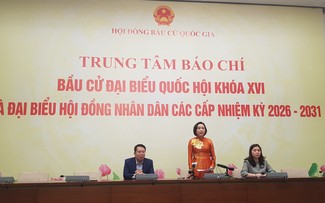 HỘI ĐỒNG BẦU CỬ QUỐC GIA
TRUNG TÂM BÁO CHÍ
BẦU CỬ ĐẠI BIỂU QUỐC HỘI KHÓA XVI
À ĐẠI BIỂU HỘI ĐỒNG NHÂN DÂN CÁC CẤP NHIỆM KỲ 2026 - 2031